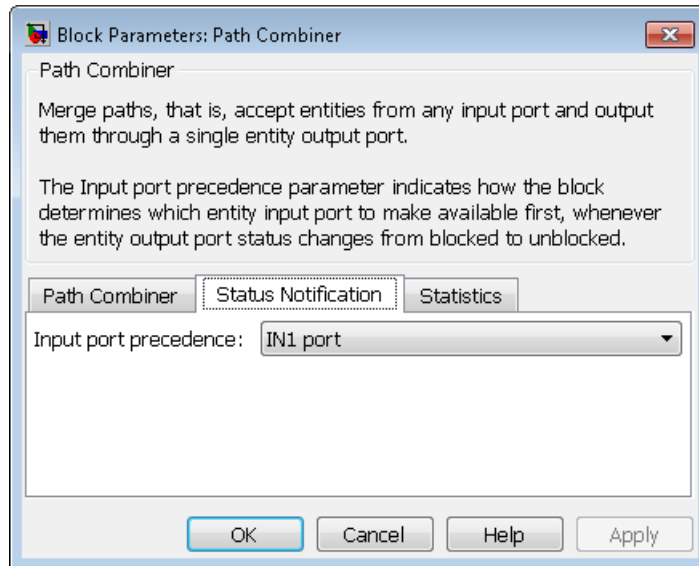 Block Parameters: Path Combiner
Path Combiner
Merge paths, that is, accept entities from any input port and output
them through a single entity output port.
The Input port precedence parameter indicates how the block
determines which entity input port to make available first, whenever
the entity output port status changes from blocked to unblocked.
Path Combiner Status Notification Statistics
Input port precedence: IN1 port
OK Cancel Help Apply